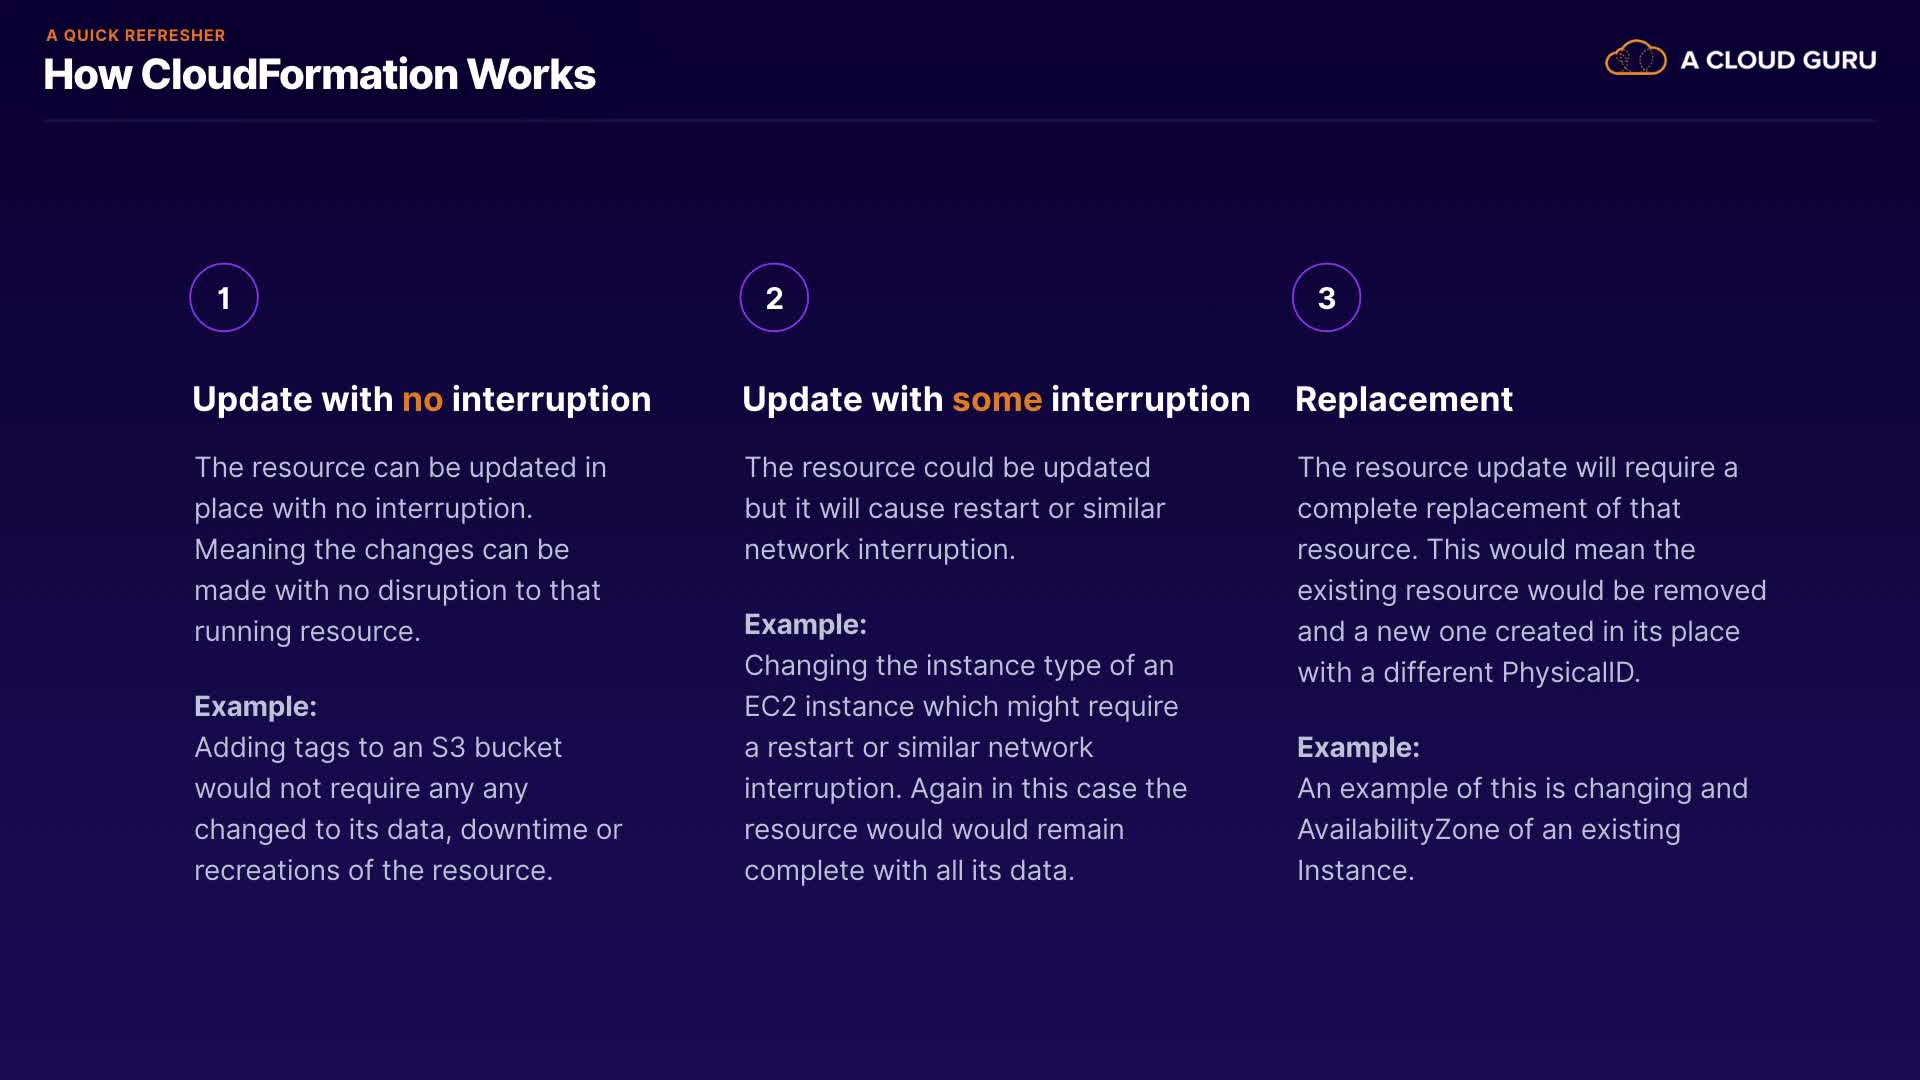 A QUICK REFRESHER
How CloudFormation Works
A CLOUD GURU
1
Update with no interruption
The resource can be updated in
place with no interruption.
Meaning the changes can be
made with no disruption to that
running resource.
Example:
Adding tags to an S3 bucket
would not require any any
changed to its data, downtime or
recreations of the resource.
2
Update with some interruption
The resource could be updated
but it will cause restart or similar
network interruption.
Example:
Changing the instance type of an
EC2 instance which might require
a restart or similar network
interruption. Again in this case the
resource would would remain
complete with all its data.
3
Replacement
The resource update will require a
complete replacement of that
resource. This would mean the
existing resource would be removed
and a new one created in its place
with a different PhysicalID.
Example:
An example of this is changing and
AvailabilityZone of an existing
Instance.